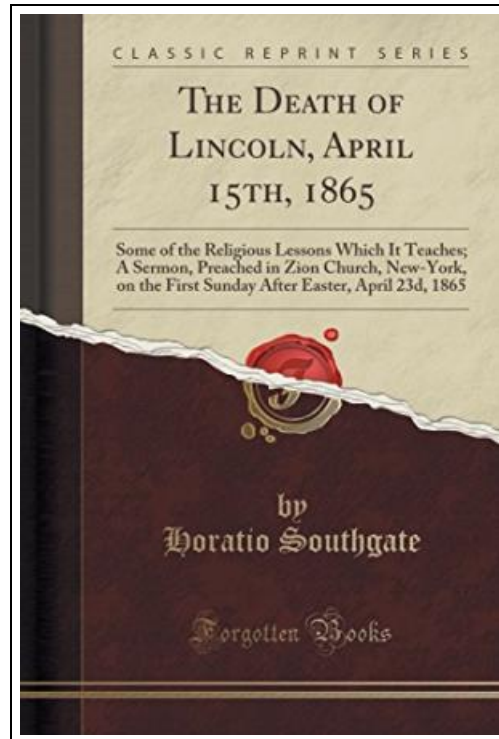 CLASSIC REPRINT SERIES
THE DEATH OF
LINCOLN, APRIL
15TH, 1865
Some of the Religious Lessons Which It Teaches;
A Sermon, Preached in Zion Church, New-York,
on the First Sunday After Easter, April 23d, 1865
by
Horatio Southgate
Forgotten Books